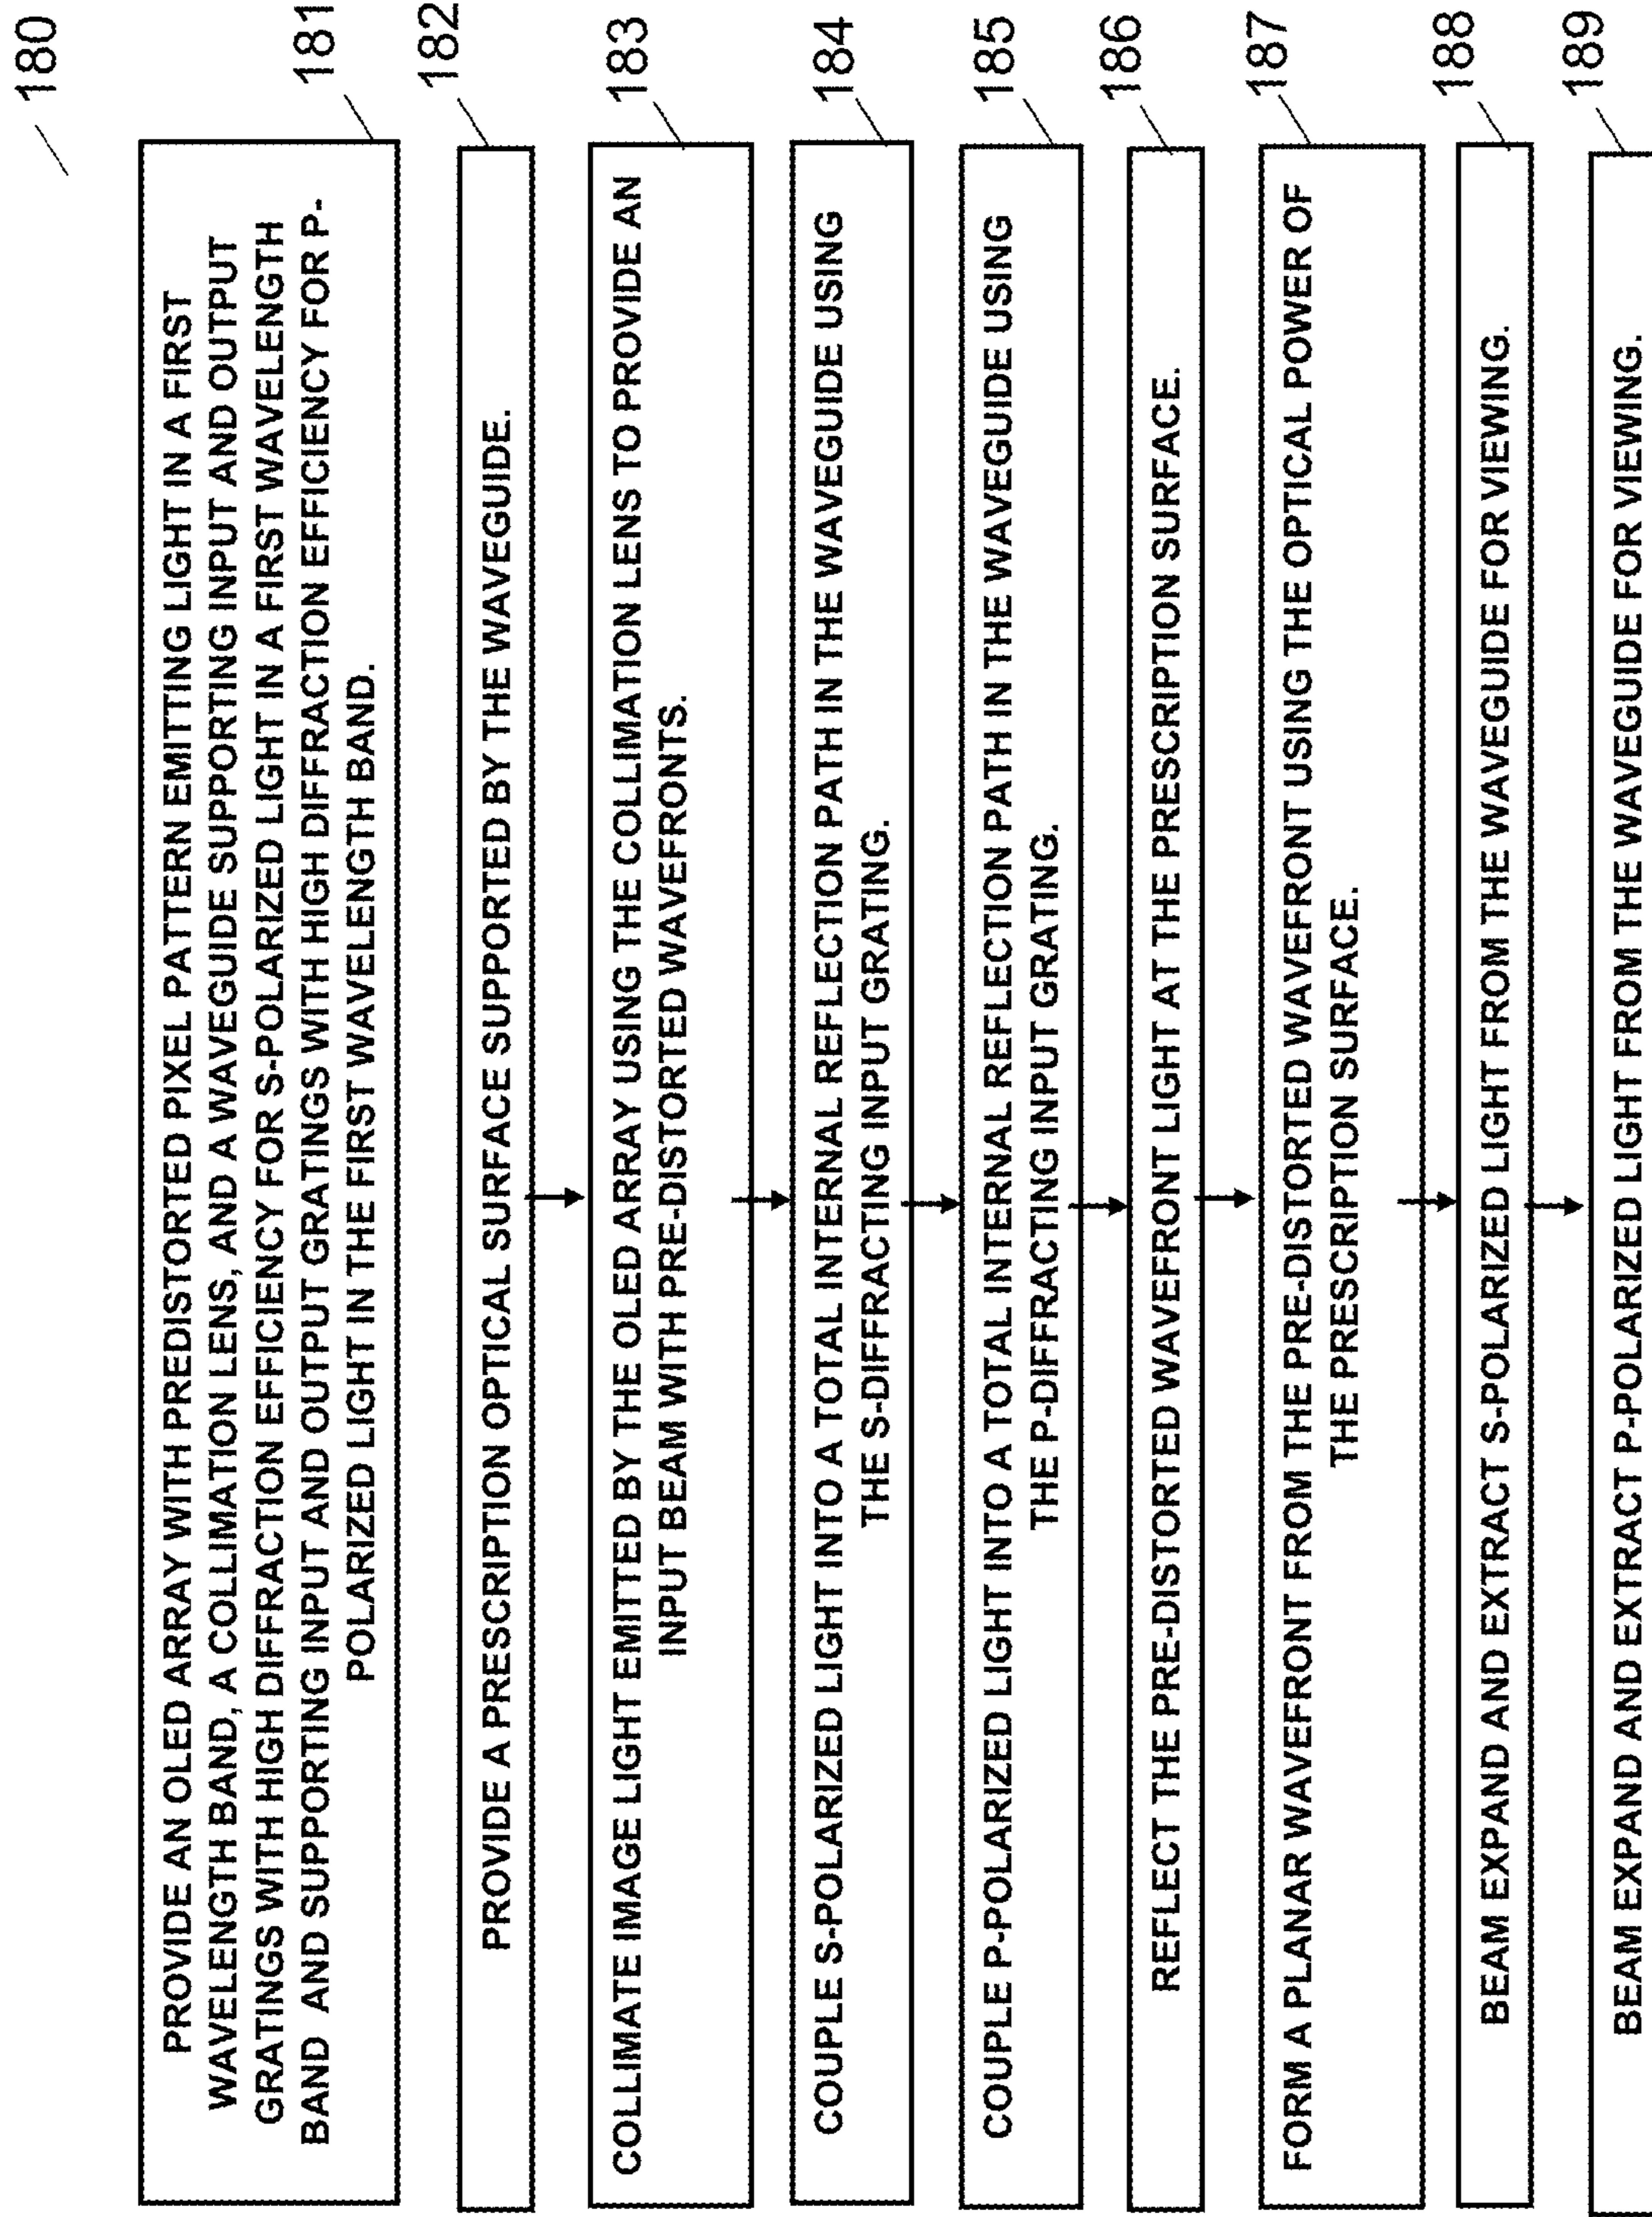 180
PROVIDE AN OLED ARRAY WITH PREDISTORTED PIXEL PATTERN EMITTING LIGHT IN A FIRST
WAVELENGTH BAND, A COLLIMATION LENS, AND A WAVEGUIDE SUPPORTING INPUT AND OUTPUT
GRATINGS WITH HIGH DIFFRACTION EFFICIENCY FOR S-POLARIZED LIGHT IN A FIRST WAVELENGTH
BAND AND SUPPORTING INPUT AND OUTPUT GRATINGS WITH HIGH DIFFRACTION EFFICIENCY FOR P-
POLARIZED LIGHT IN THE FIRST WAVELENGTH BAND.
181
PROVIDE A PRESCRIPTION OPTICAL SURFACE SUPPORTED BY THE WAVEGUIDE.
182
COLLIMATE IMAGE LIGHT EMITTED BY THE OLED ARRAY USING THE COLLIMATION LENS TO PROVIDE AN
INPUT BEAM WITH PRE-DISTORTED WAVEFRONTS.
183
COUPLE S-POLARIZED LIGHT INTO A TOTAL INTERNAL REFLECTION PATH IN THE WAVEGUIDE USING
THE S-DIFFRACTING INPUT GRATING.
184
COUPLE P-POLARIZED LIGHT INTO A TOTAL INTERNAL REFLECTION PATH IN THE WAVEGUIDE USING
THE P-DIFFRACTING INPUT GRATING.
185
REFLECT THE PRE-DISTORTED WAVEFRONT LIGHT AT THE PRESCRIPTION SURFACE.
186
FORM A PLANAR WAVEFRONT FROM THE PRE-DISTORTED WAVEFRONT USING THE OPTICAL POWER OF
THE PRESCRIPTION SURFACE.
187
BEAM EXPAND AND EXTRACT S-POLARIZED LIGHT FROM THE WAVEGUIDE FOR VIEWING.
188
BEAM EXPAND AND EXTRACT P-POLARIZED LIGHT FROM THE WAVEGUIDE FOR VIEWING.
189